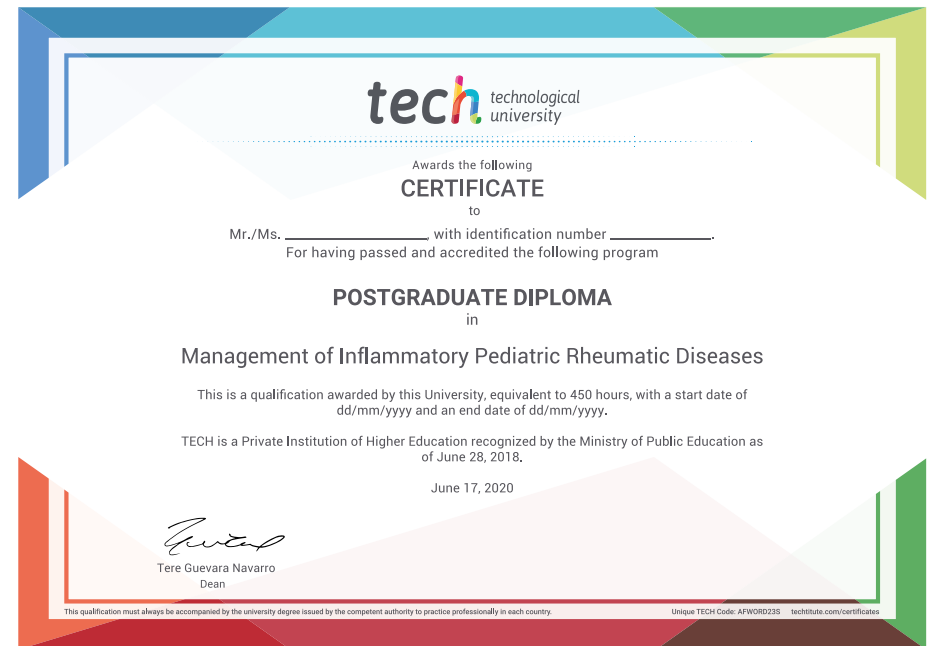 tech technological
university
Awards the following
CERTIFICATE
to
Mr./Ms. ____________________, with identification number ______________.
For having passed and accredited the following program
POSTGRADUATE DIPLOMA
in
Management of Inflammatory Pediatric Rheumatic Diseases
This is a qualification awarded by this University, equivalent to 450 hours, with a start date of
dd/mm/yyyy and an end date of dd/mm/yyyy.
TECH is a Private Institution of Higher Education recognized by the Ministry of Public Education as
of June 28, 2018.
June 17, 2020
Tere Guevara Navarro
Dean
This qualification must always be accompanied by the university degree issued by the competent authority to practice professionally in each country. Unique TECH Code: AFWORD23S techtitute.com/certificates